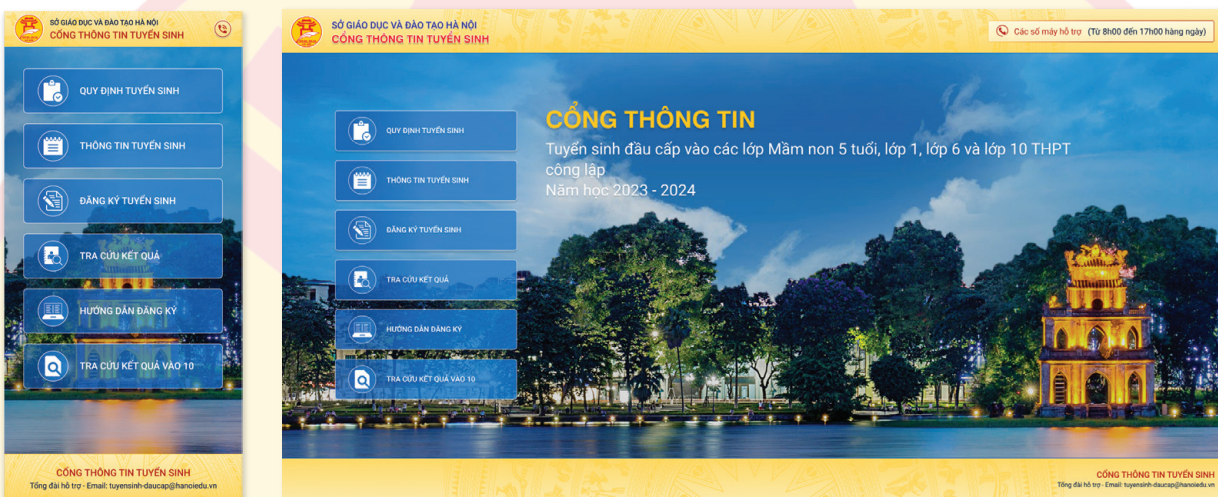 SỞ GIÁO DỤC VÀ ĐÀO TẠO HÀ NỘI
CỔNG THÔNG TIN TUYỂN SINH
QUY ĐỊNH TUYỂN SINH
THÔNG TIN TUYỂN SINH
ĐĂNG KÝ TUYỂN SINH
TRA CỨU KẾT QUẢ
HƯỚNG DẪN ĐĂNG KÝ
TRA CỨU KẾT QUẢ VÀO 10
CỔNG THÔNG TIN TUYỂN SINH
Tổng đài hỗ trợ - Email: tuyensinh-daucap@hanoiedu.vn
SỞ GIÁO DỤC VÀ ĐÀO TẠO HÀ NỘI
CỔNG THÔNG TIN TUYỂN SINH
Các số máy hỗ trợ (Từ 8h00 đến 17h00 hàng ngày)
QUY ĐỊNH TUYỂN SINH
THÔNG TIN TUYỂN SINH
ĐĂNG KÝ TUYỂN SINH
TRA CỨU KẾT QUẢ
HƯỚNG DẪN ĐĂNG KÝ
TRA CỨU KẾT QUẢ VÀO 10
CỔNG THÔNG TIN
Tuyển sinh đầu cấp vào các lớp Mầm non 5 tuổi, lớp 1, lớp 6 và lớp 10 THPT
công lập
Năm học 2023 - 2024
CỔNG THÔNG TIN TUYỂN SINH
Tổng đài hỗ trợ - Email: tuyensinh-daucap@hanoiedu.vn